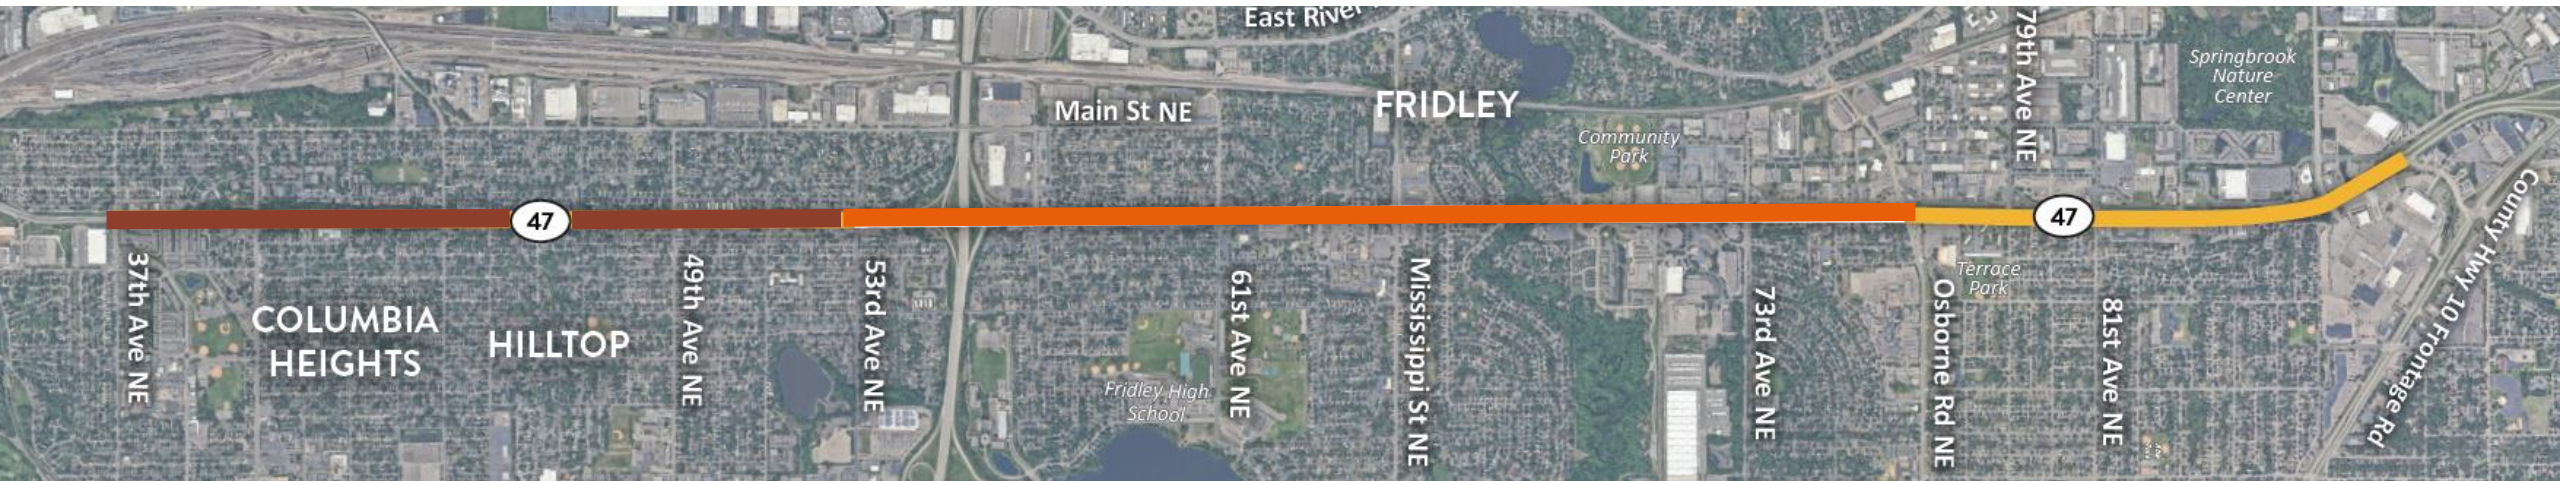 East River
79th Ave NE
Springbrook
Nature
Center
Main St NE
FRIDLEY
Community
Park
47
47
37th Ave NE
COLUMBIA
HEIGHTS
HILLTOP
49th Ave NE
53rd Ave NE
Fridley High
School
61st Ave NE
Mississippi St NE
73rd Ave NE
Osborne Rd NE
Terrace
Park
81st Ave NE
County Hwy 10 Frontage Rd